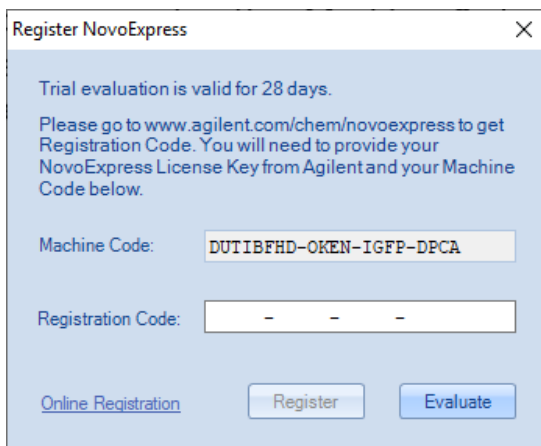 Register NovoExpress
Trial evaluation is valid for 28 days.
Please go to www.agilent.com/chem/novoexpress to get
Registration Code. You will need to provide your
NovoExpress License Key from Agilent and your Machine
Code below.
Machine Code: DUTIBFHD-OKEN-IGFP-DPCA
Registration Code: - - -
Online Registration Register Evaluate